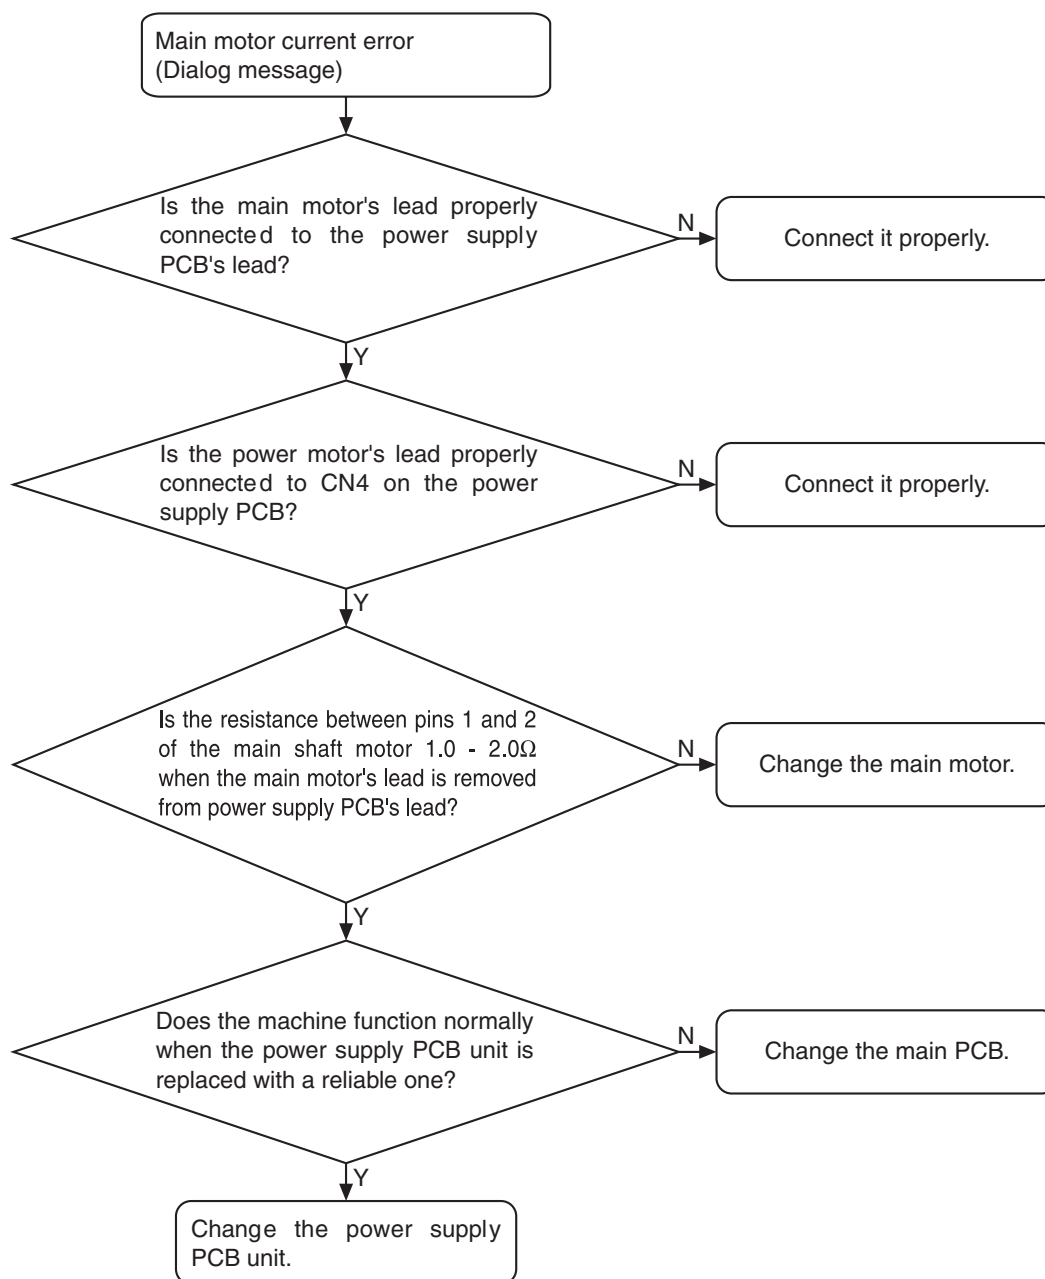 Main motor current error
(Dialog message)
Is the main motor's lead properly
connected to the power supply
PCB's lead?
N
Connect it properly.
Y
Is the power motor's lead properly
connected to CN4 on the power
supply PCB?
N
Connect it properly.
Y
Is the resistance between pins 1 and 2
of the main shaft motor 1.0 - 2.0Ω
when the main motor's lead is removed
from power supply PCB's lead?
N
Change the main motor.
Y
Does the machine function normally
when the power supply PCB unit is
replaced with a reliable one?
N
Change the main PCB.
Y
Change the power supply
PCB unit.